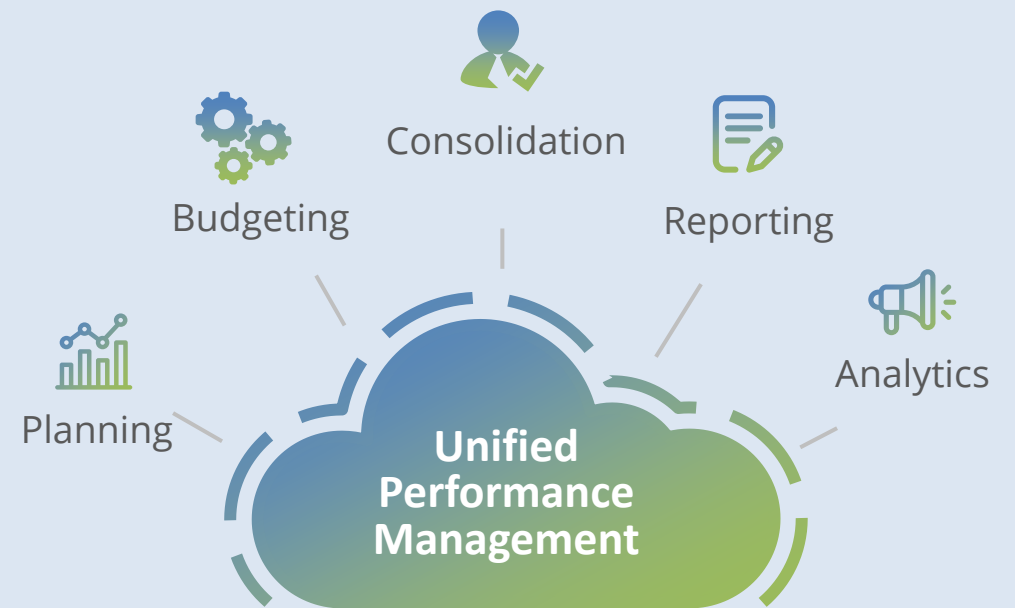 Consolidation
Budgeting
Reporting
Analytics
Planning
Unified
Performance
Management